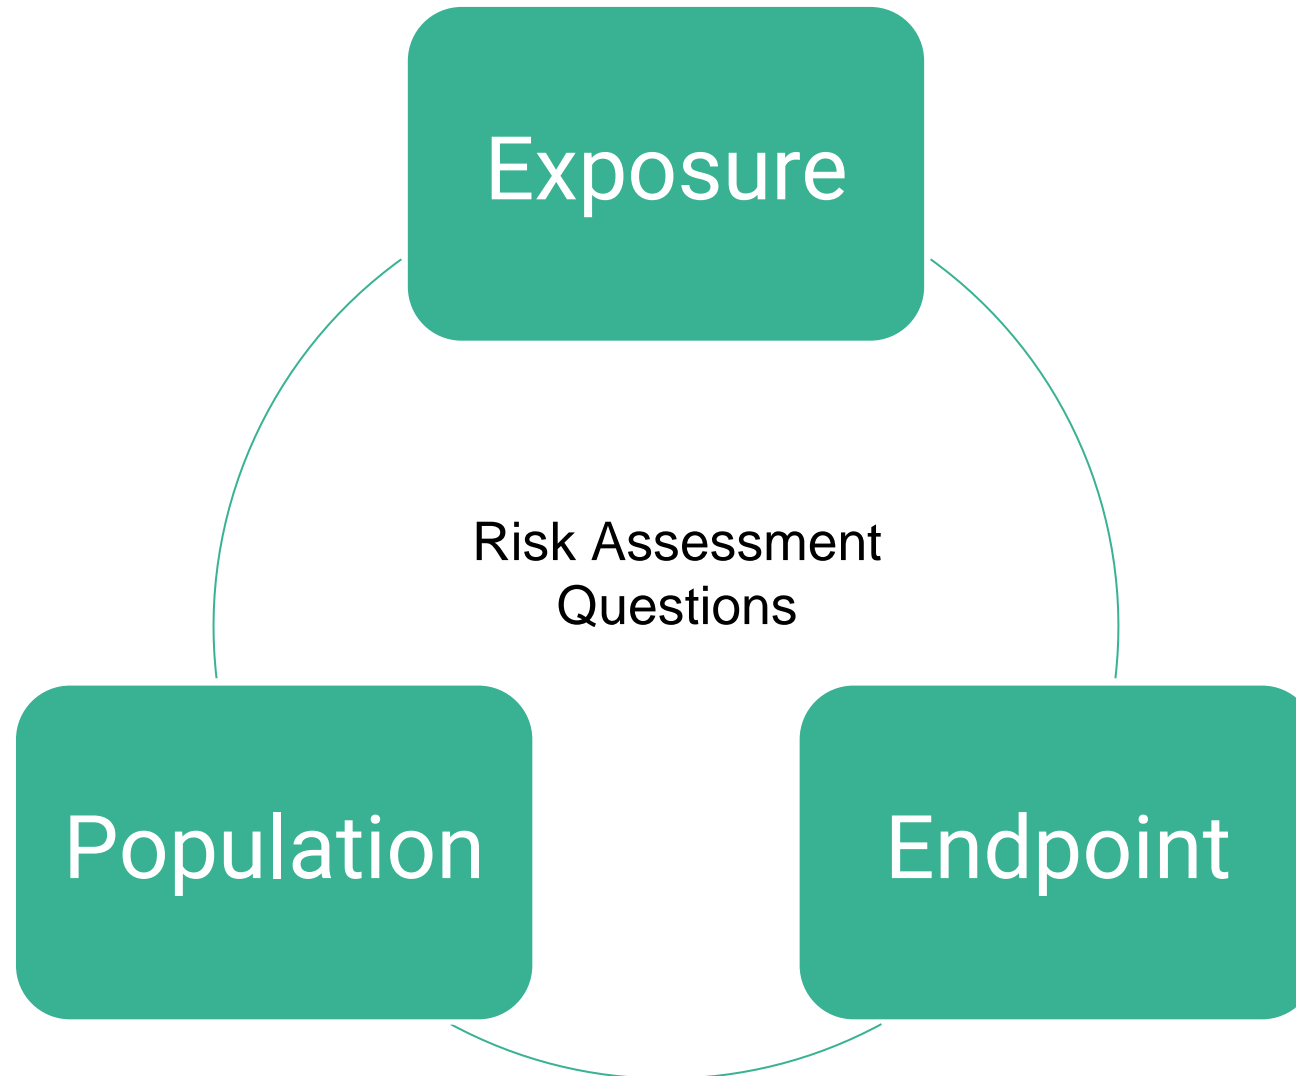 Exposure
Risk Assessment
Questions
Population
Endpoint